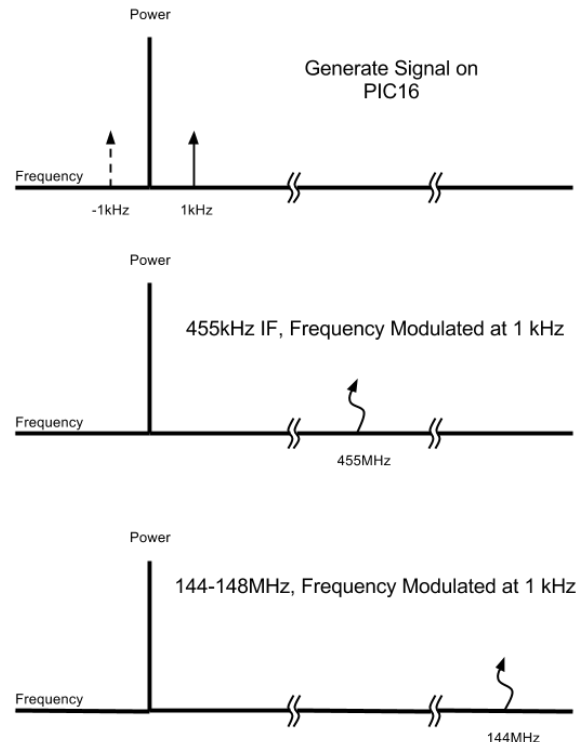 Power
Generate Signal on
PIC16
Frequency
-1kHz
1kHz
Power
455kHz IF, Frequency Modulated at 1 kHz
Frequency
455MHz
Power
144-148MHz, Frequency Modulated at 1 kHz
Frequency
144MHz